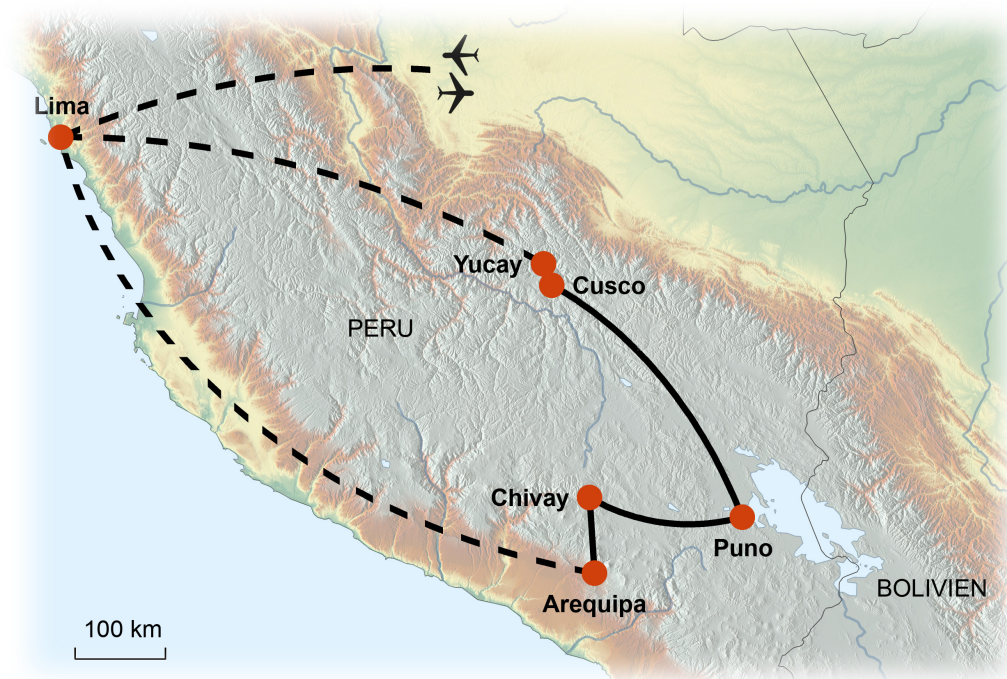 Lima
Yucay
Cusco
PERU
Chivay
Puno
BOLIVIEN
Arequipa
100 km